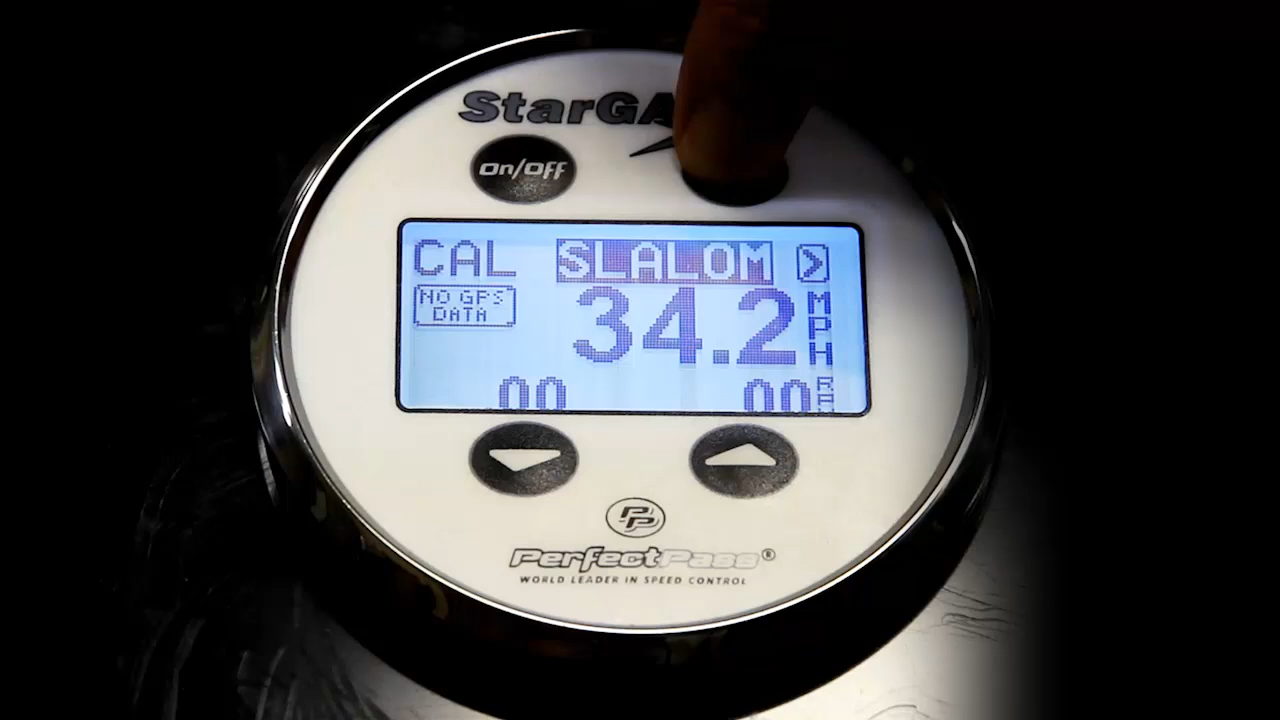 StarGA
On/Off
CAL SLALOM >
NO GPS DATA
34.2 MPH
00 00
PP
PerfectPass®
WORLD LEADER IN SPEED CONTROL